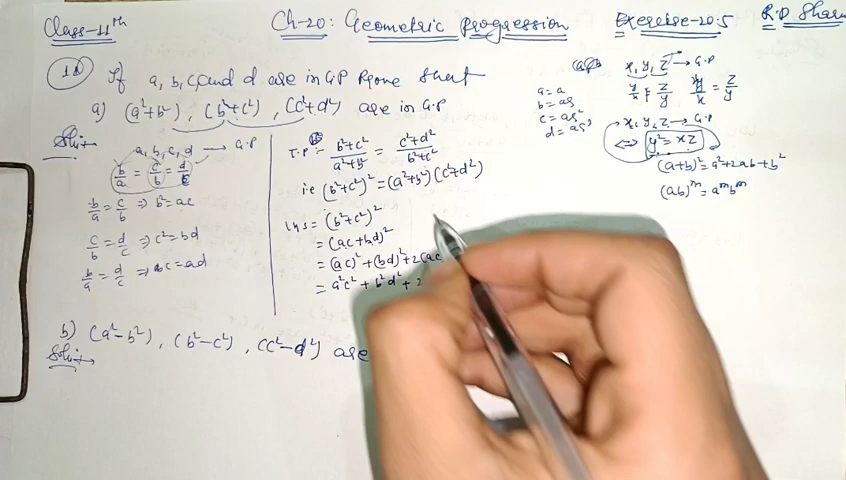 Class-11th Ch-20: Geometric Progression Exercise-20.5 R.D Sharm
If a, b, c, and d are in GP Prove that
a) (a²+b²), (b²+c²), (c²+d²) are in G.P
Soln:-
a, b, c, d → G.P
b/a = c/b = d/c
b/a = c/b ⇒ b² = ac
c/b = d/c ⇒ c² = bd
b/a = d/c ⇒ bc = ad
T.P:- (b²+c²)/(a²+b²) = (c²+d²)/(b²+c²)
i.e (b²+c²)² = (a²+b²)(c²+d²)
lhs = (b²+c²)²
= (ac+bd)²
= (ac)²+(bd)²+2(ac
= a²c² + b²d² + 2
x, y, z → G.P
y/x = z/y
y/x = z/y
a = a
b = ar
c = ar²
d = ar³
x, y, z → G.P
⇔ y² = xz
(a+b)² = a²+2ab+b²
(ab)ᵐ = aᵐbᵐ
b) (a²-b²), (b²-c²), (c²-d²) are
Soln:-